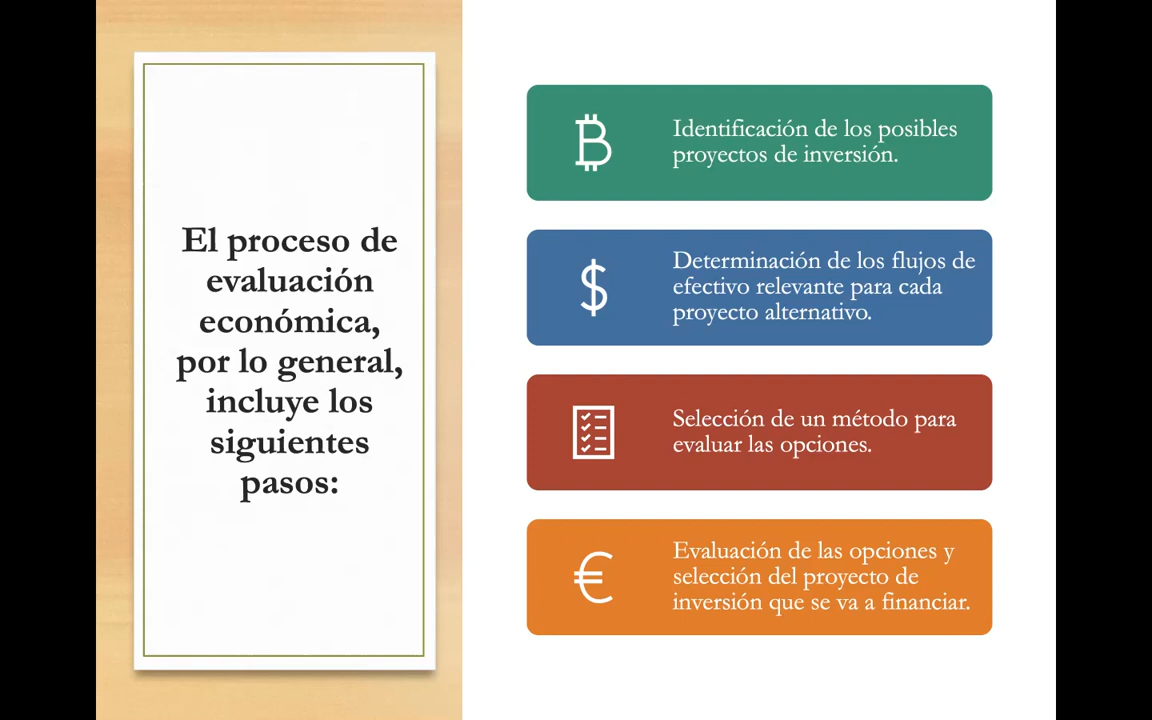 El proceso de
evaluación
económica,
por lo general,
incluye los
siguientes
pasos:
Identificación de los posibles
proyectos de inversión.
Determinación de los flujos de
efectivo relevante para cada
proyecto alternativo.
Selección de un método para
evaluar las opciones.
Evaluación de las opciones y
selección del proyecto de
inversión que se va a financiar.